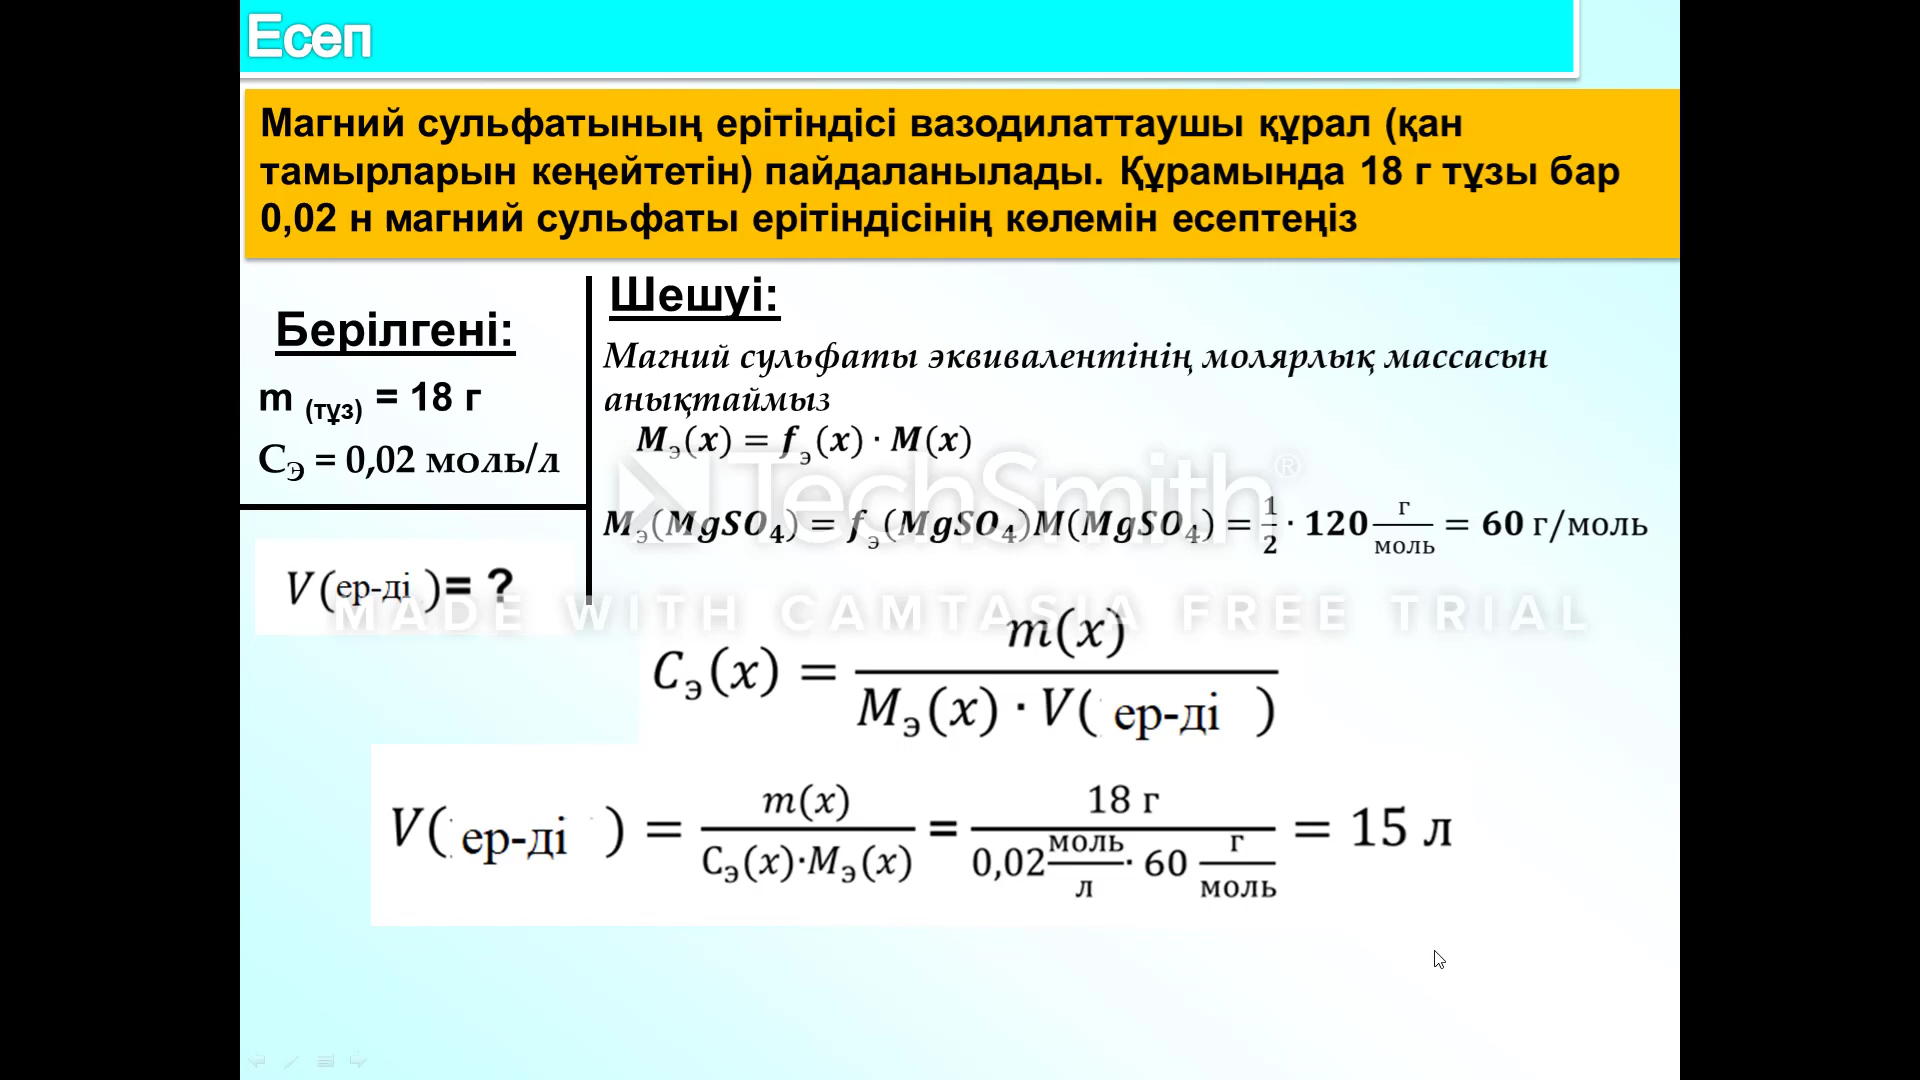 Есеп
Магний сульфатының ерітіндісі вазодилаттаушы құрал (қан
тамырларын кеңейтетін) пайдаланылады. Құрамында 18 г тұзы бар
0,02 н магний сульфаты ерітіндісінің көлемін есептеңіз
Берілгені:
m (тұз) = 18 г
Cэ = 0,02 моль/л
V(ер-ді )= ?
Шешуі:
Магний сульфаты эквивалентінің молярлық массасын
анықтаймыз
Mэ(x) = fэ(x) · M(x)
Mэ(MgSO4) = fэ(MgSO4)M(MgSO4) = 1/2 · 120 г/моль = 60 г/моль
TechSmith®
MADE WITH CAMTASIA FREE TRIAL
Cэ(x) = m(x) / Mэ(x) · V( ер-ді )
V( ер-ді ) = m(x) / Cэ(x)·Mэ(x) = 18 г / 0,02 моль/л · 60 г/моль = 15 л